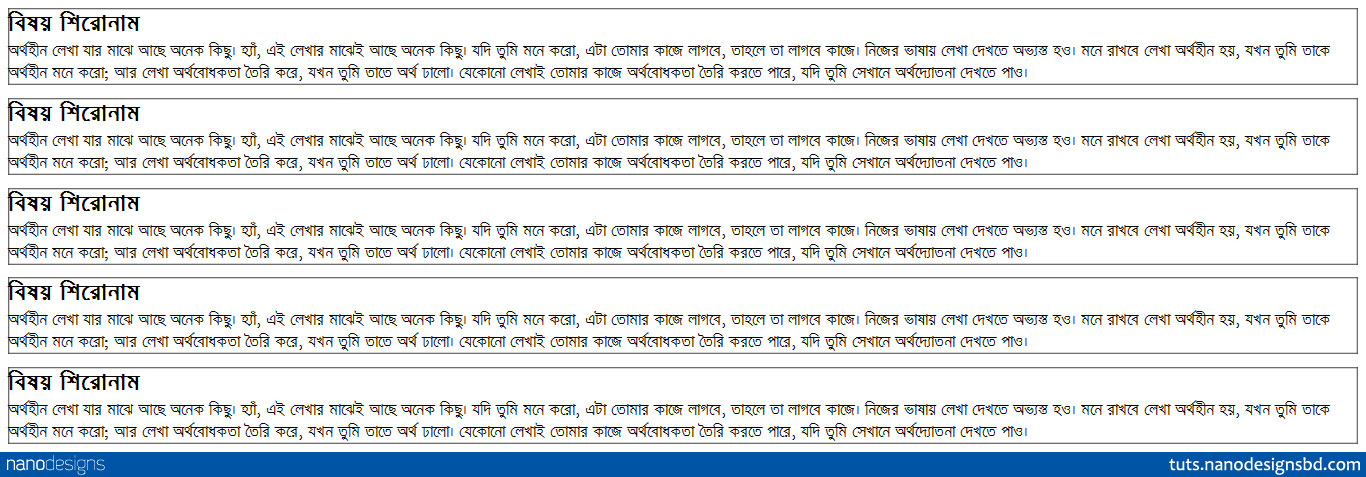 বিষয় শিরোনাম
অর্থহীন লেখা যার মাঝে আছে অনেক কিছু। হ্যাঁ, এই লেখার মাঝেই আছে অনেক কিছু। যদি তুমি মনে করো, এটা তোমার কাজে লাগবে, তাহলে তা লাগবে কাজে। নিজের ভাষায় লেখা দেখতে অভ্যস্ত হও। মনে রাখবে লেখা অর্থহীন হয়, যখন তুমি তাকে
অর্থহীন মনে করো; আর লেখা অর্থবোধকতা তৈরি করে, যখন তুমি তাতে অর্থ ঢালো। যেকোনো লেখাই তোমার কাজে অর্থবোধকতা তৈরি করতে পারে, যদি তুমি সেখানে অর্থদ্যোতনা দেখতে পাও।
বিষয় শিরোনাম
অর্থহীন লেখা যার মাঝে আছে অনেক কিছু। হ্যাঁ, এই লেখার মাঝেই আছে অনেক কিছু। যদি তুমি মনে করো, এটা তোমার কাজে লাগবে, তাহলে তা লাগবে কাজে। নিজের ভাষায় লেখা দেখতে অভ্যস্ত হও। মনে রাখবে লেখা অর্থহীন হয়, যখন তুমি তাকে
অর্থহীন মনে করো; আর লেখা অর্থবোধকতা তৈরি করে, যখন তুমি তাতে অর্থ ঢালো। যেকোনো লেখাই তোমার কাজে অর্থবোধকতা তৈরি করতে পারে, যদি তুমি সেখানে অর্থদ্যোতনা দেখতে পাও।
বিষয় শিরোনাম
অর্থহীন লেখা যার মাঝে আছে অনেক কিছু। হ্যাঁ, এই লেখার মাঝেই আছে অনেক কিছু। যদি তুমি মনে করো, এটা তোমার কাজে লাগবে, তাহলে তা লাগবে কাজে। নিজের ভাষায় লেখা দেখতে অভ্যস্ত হও। মনে রাখবে লেখা অর্থহীন হয়, যখন তুমি তাকে
অর্থহীন মনে করো; আর লেখা অর্থবোধকতা তৈরি করে, যখন তুমি তাতে অর্থ ঢালো। যেকোনো লেখাই তোমার কাজে অর্থবোধকতা তৈরি করতে পারে, যদি তুমি সেখানে অর্থদ্যোতনা দেখতে পাও।
বিষয় শিরোনাম
অর্থহীন লেখা যার মাঝে আছে অনেক কিছু। হ্যাঁ, এই লেখার মাঝেই আছে অনেক কিছু। যদি তুমি মনে করো, এটা তোমার কাজে লাগবে, তাহলে তা লাগবে কাজে। নিজের ভাষায় লেখা দেখতে অভ্যস্ত হও। মনে রাখবে লেখা অর্থহীন হয়, যখন তুমি তাকে
অর্থহীন মনে করো; আর লেখা অর্থবোধকতা তৈরি করে, যখন তুমি তাতে অর্থ ঢালো। যেকোনো লেখাই তোমার কাজে অর্থবোধকতা তৈরি করতে পারে, যদি তুমি সেখানে অর্থদ্যোতনা দেখতে পাও।
বিষয় শিরোনাম
অর্থহীন লেখা যার মাঝে আছে অনেক কিছু। হ্যাঁ, এই লেখার মাঝেই আছে অনেক কিছু। যদি তুমি মনে করো, এটা তোমার কাজে লাগবে, তাহলে তা লাগবে কাজে। নিজের ভাষায় লেখা দেখতে অভ্যস্ত হও। মনে রাখবে লেখা অর্থহীন হয়, যখন তুমি তাকে
অর্থহীন মনে করো; আর লেখা অর্থবোধকতা তৈরি করে, যখন তুমি তাতে অর্থ ঢালো। যেকোনো লেখাই তোমার কাজে অর্থবোধকতা তৈরি করতে পারে, যদি তুমি সেখানে অর্থদ্যোতনা দেখতে পাও।
nanodesigns
tuts.nanodesignsbd.com